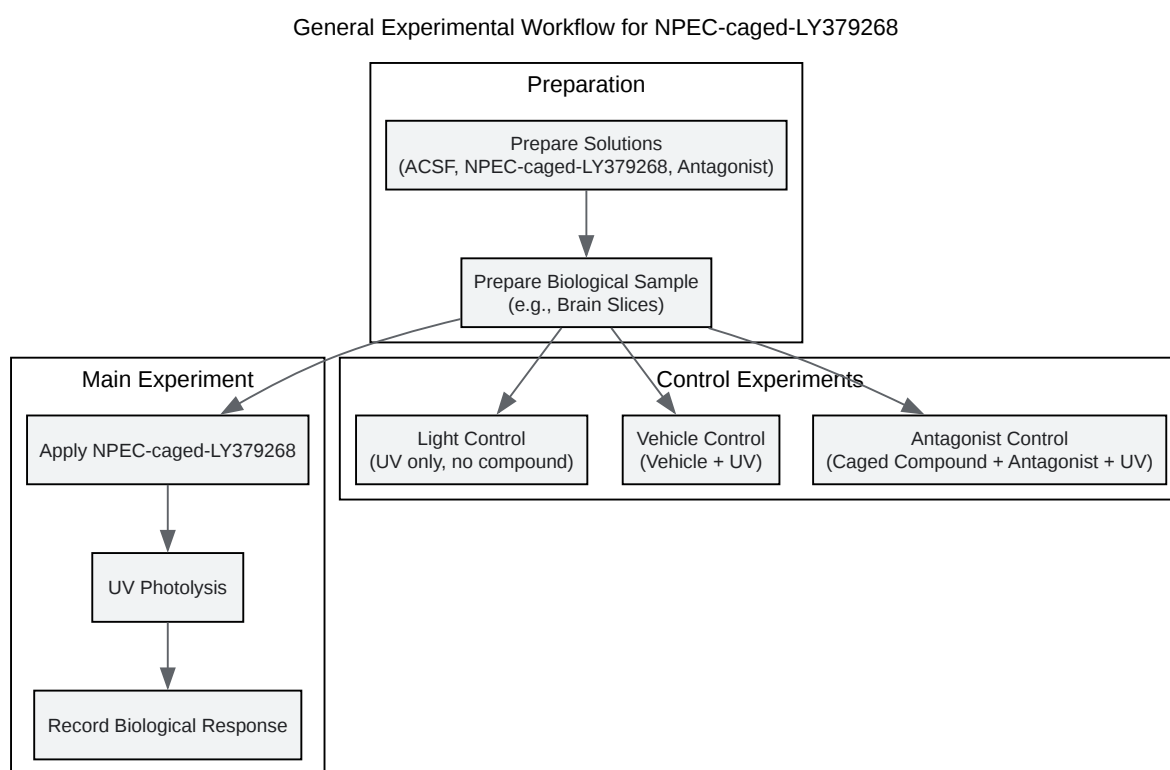 General Experimental Workflow for NPEC-caged-LY379268
Preparation
Prepare Solutions
(ACSF, NPEC-caged-LY379268, Antagonist)
Prepare Biological Sample
(e.g., Brain Slices)
Main Experiment
Apply NPEC-caged-LY379268
UV Photolysis
Record Biological Response
Control Experiments
Light Control
(UV only, no compound)
Vehicle Control
(Vehicle + UV)
Antagonist Control
(Caged Compound + Antagonist + UV)